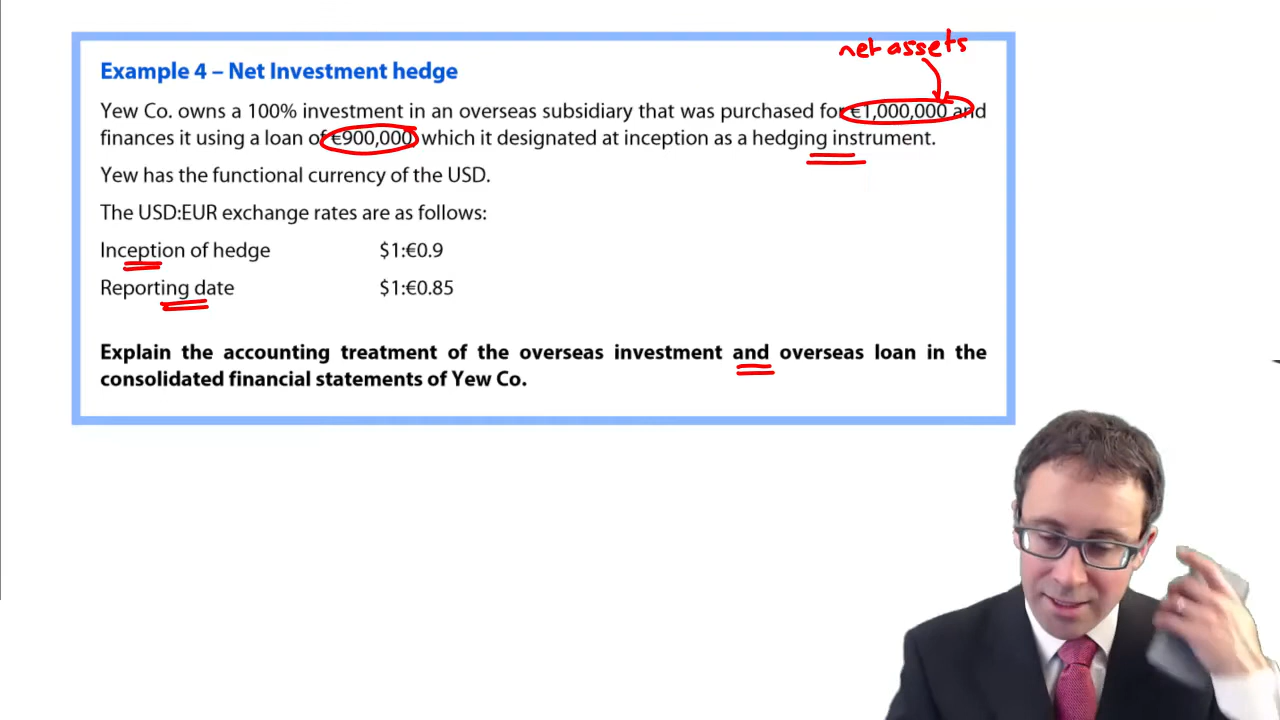 net assets
Example 4 – Net Investment hedge
Yew Co. owns a 100% investment in an overseas subsidiary that was purchased for €1,000,000 and
finances it using a loan of €900,000, which it designated at inception as a hedging instrument.
Yew has the functional currency of the USD.
The USD:EUR exchange rates are as follows:
Inception of hedge $1:€0.9
Reporting date $1:€0.85
Explain the accounting treatment of the overseas investment and overseas loan in the
consolidated financial statements of Yew Co.